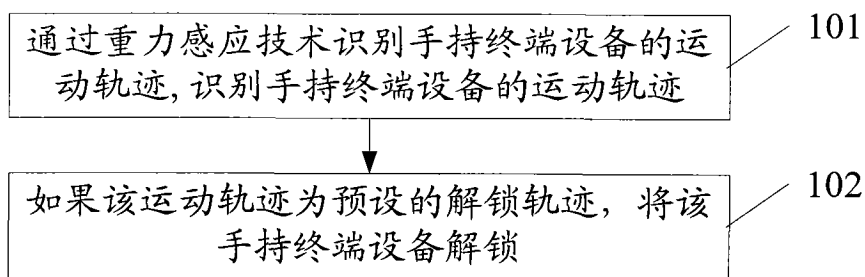 通过重力感应技术识别手持终端设备的运
动轨迹,识别手持终端设备的运动轨迹
101
如果该运动轨迹为预设的解锁轨迹，将该
手持终端设备解锁
102